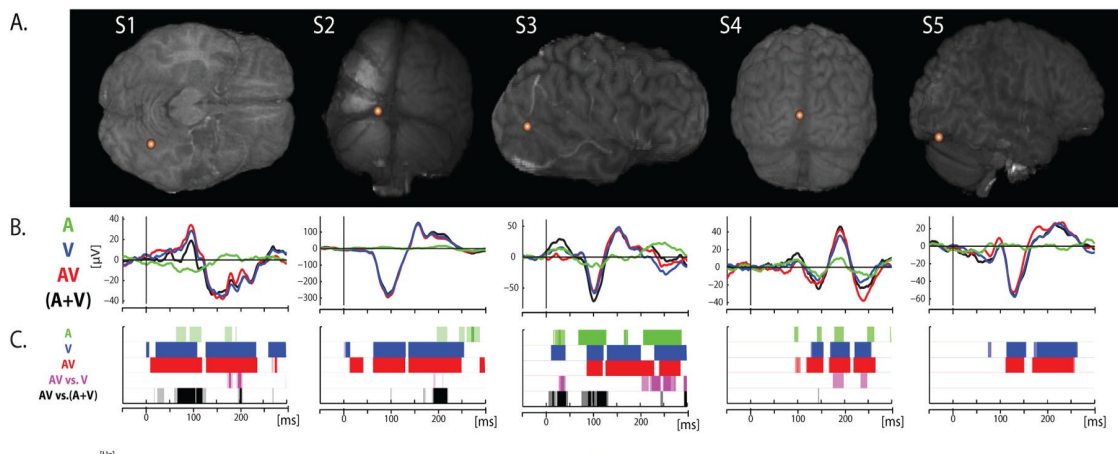 A.
S1 S2 S3 S4 S5
B.
A
V
AV
(A+V)
[μV]
40 20 0 −20 −40
100 0 −100 −200 −300
50 0 −50
40 20 0 −20 −40
20 0 −20 −40 −60
C.
A
V
AV
AV vs. V
AV vs.(A+V)
0 100 200 [ms] 0 100 200 [ms] 0 100 200 [ms] 0 100 200 [ms] 0 100 200 [ms]